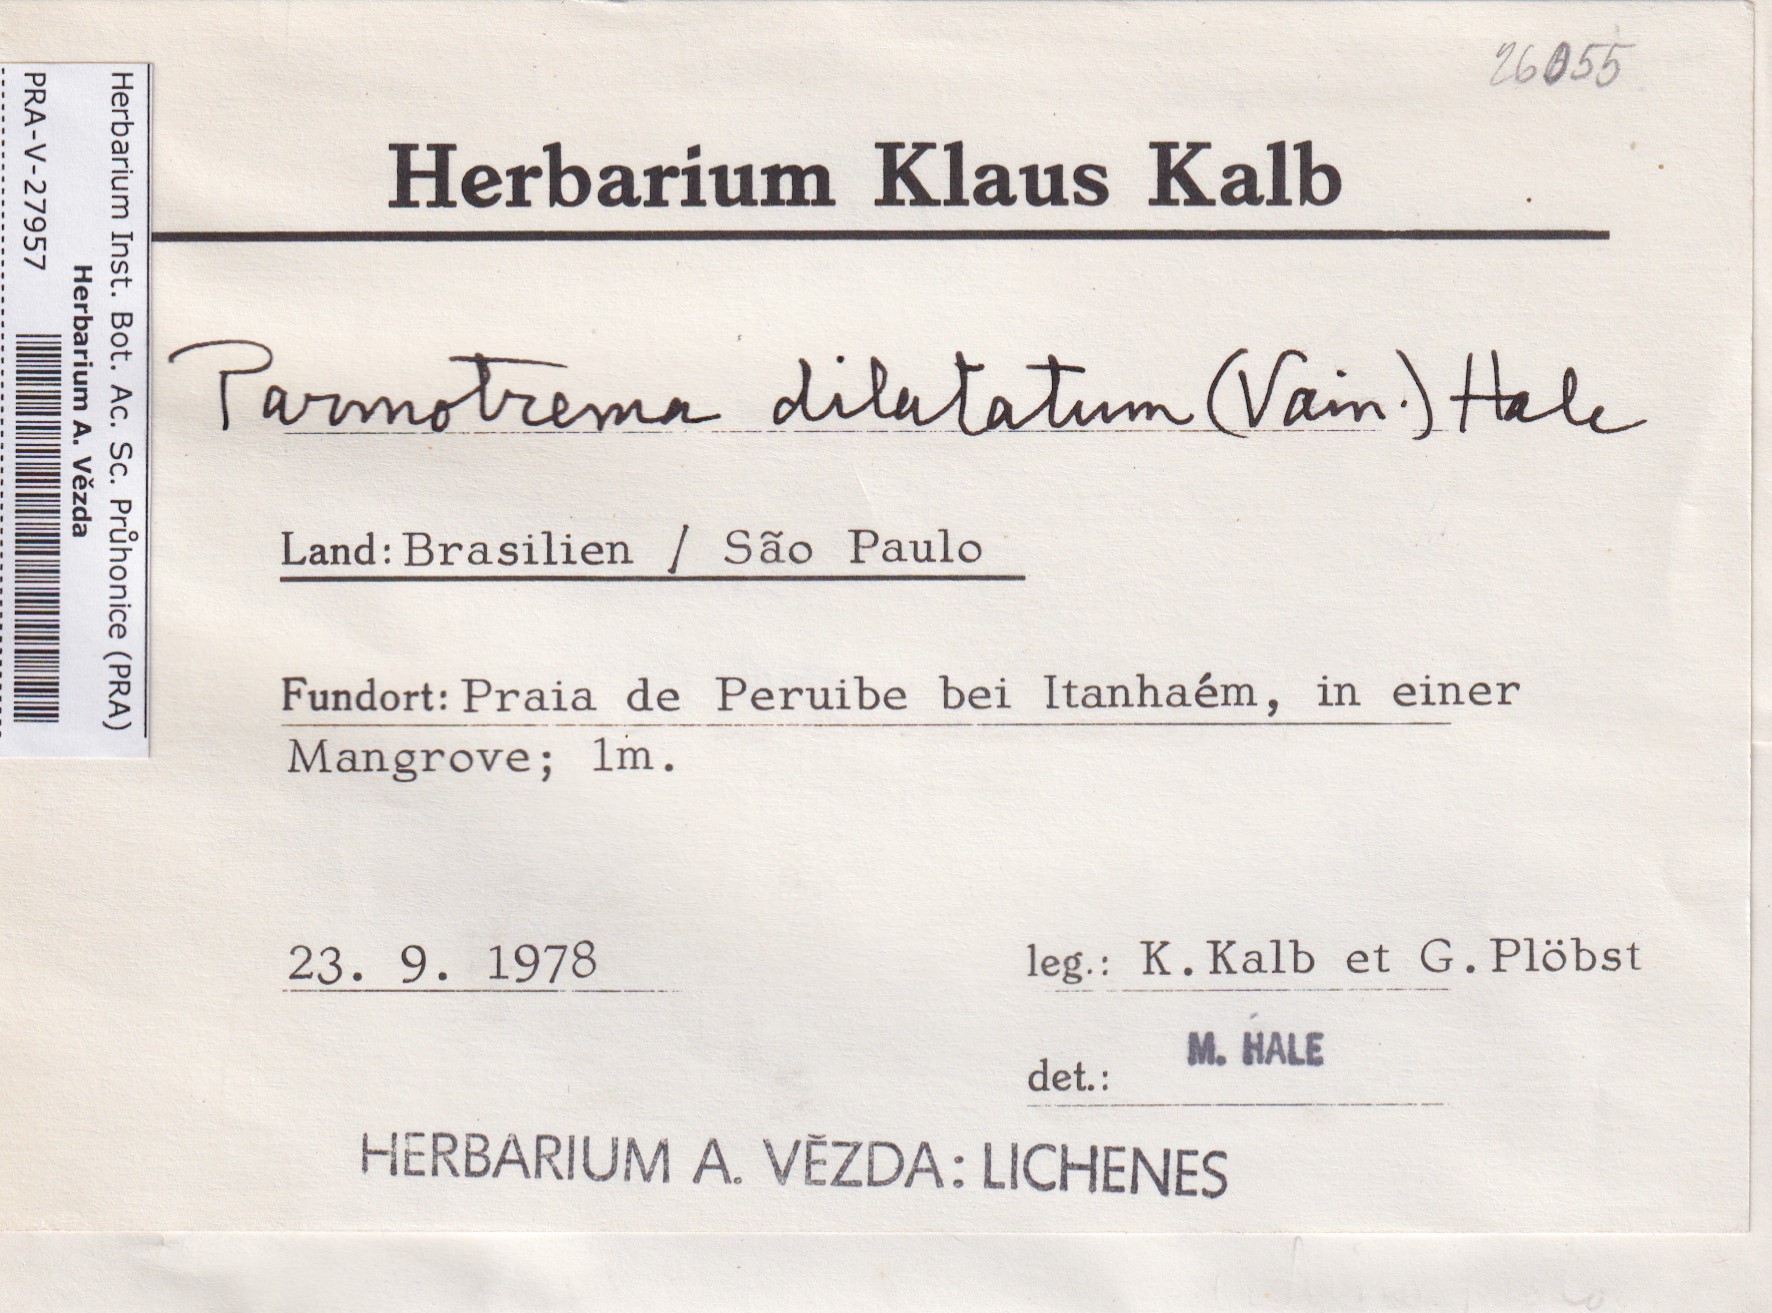 26055
Herbarium Klaus Kalb
Parmotrema dilatatum (Vain.) Hale
Land: Brasilien / São Paulo
Fundort: Praia de Peruibe bei Itanhaém, in einer
Mangrove; 1m.
23. 9. 1978
leg.: K. Kalb et G. Plöbst
M. HALE
det.:
HERBARIUM A. VĚZDA: LICHENES
Herbarium Inst. Bot. Ac. Sc. Průhonice (PRA)
Herbarium A. Vězda
PRA-V-27957